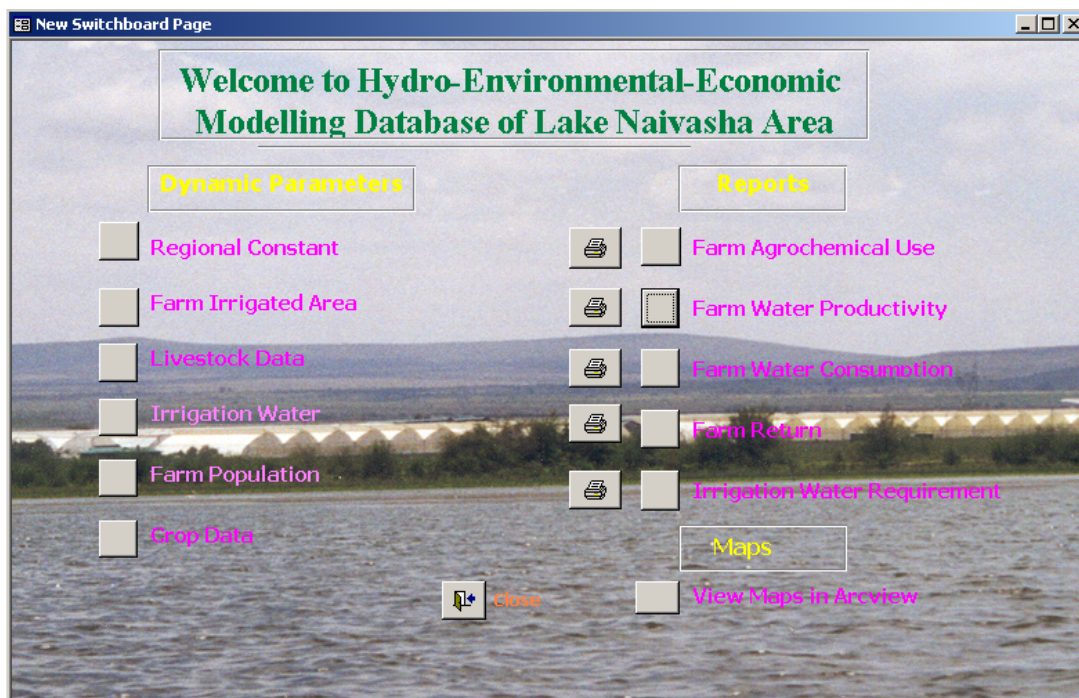 New Switchboard Page
Welcome to Hydro-Environmental-Economic
Modelling Database of Lake Naivasha Area
Dynamic Parameters
Reports
Regional Constant
Farm Agrochemical Use
Farm Irrigated Area
Farm Water Productivity
Livestock Data
Farm Water Consumption
Irrigation Water
Farm Return
Farm Population
Irrigation Water Requirement
Crop Data
Maps
Close
View Maps in Arcview